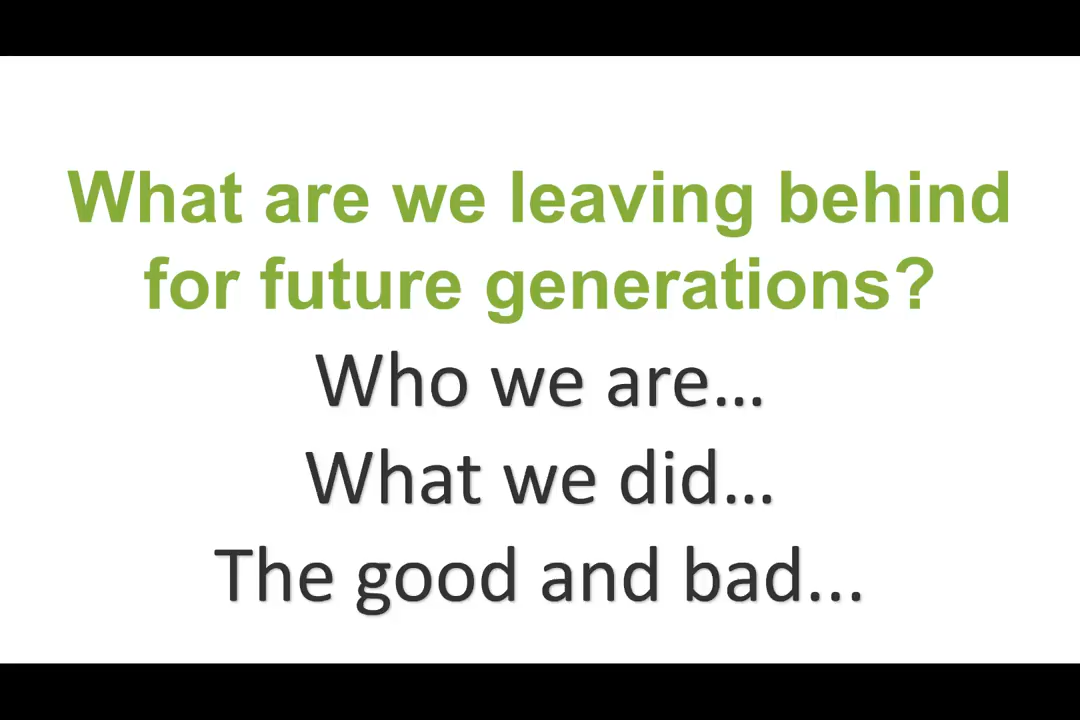 What are we leaving behind
for future generations?
Who we are…
What we did…
The good and bad...